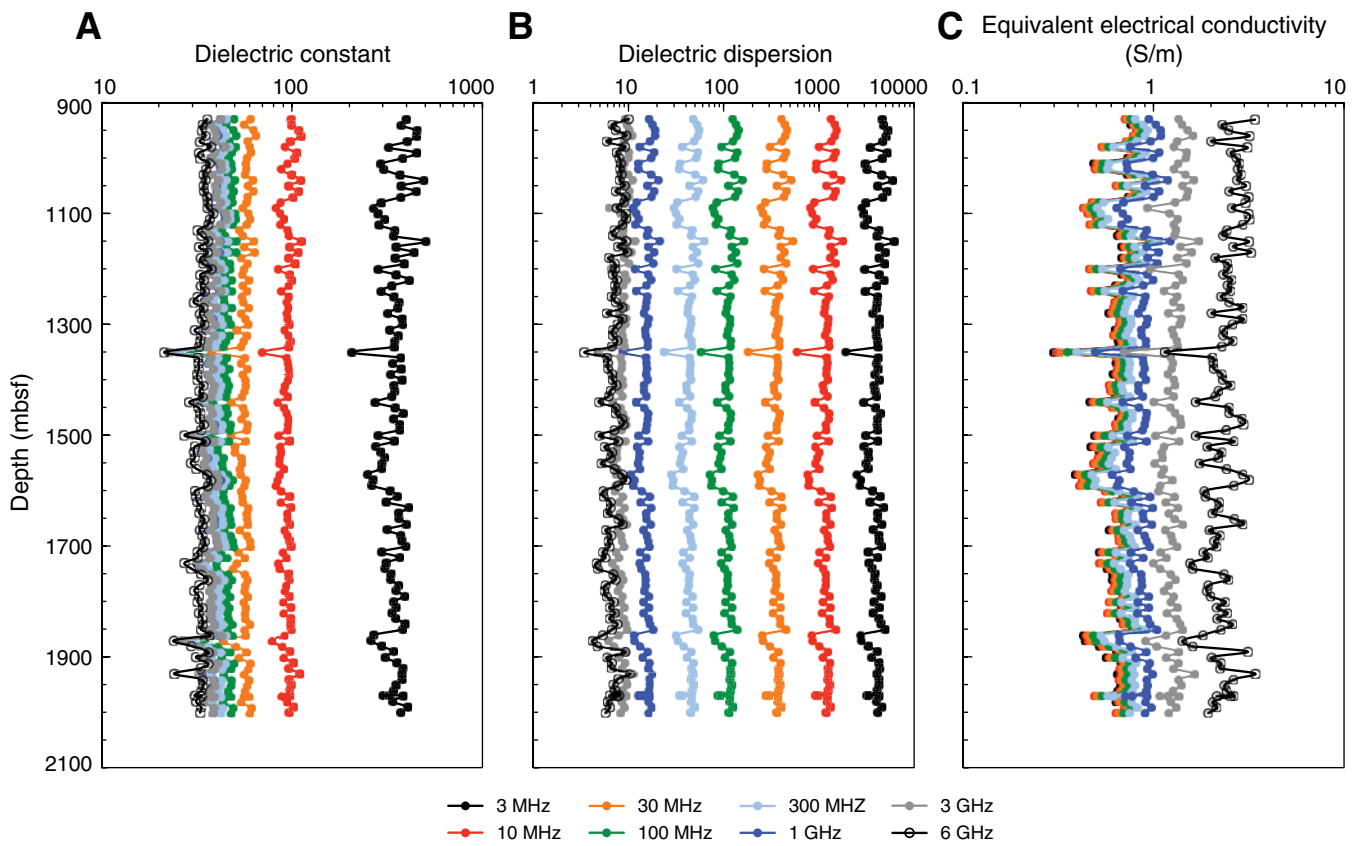 A
Dielectric constant
10 100 1000
B
Dielectric dispersion
1 10 100 1000 10000 100000
C
Equivalent electrical conductivity
(S/m)
0.1 1 10
Depth (mbsf)
900
1100
1300
1500
1700
1900
2100
3 MHz 30 MHz 300 MHZ 3 GHz
10 MHz 100 MHz 1 GHz 6 GHz